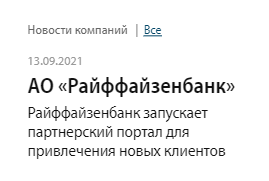 Новости компаний | Все
13.09.2021
АО «Райффайзенбанк»
Райффайзенбанк запускает
партнерский портал для
привлечения новых клиентов